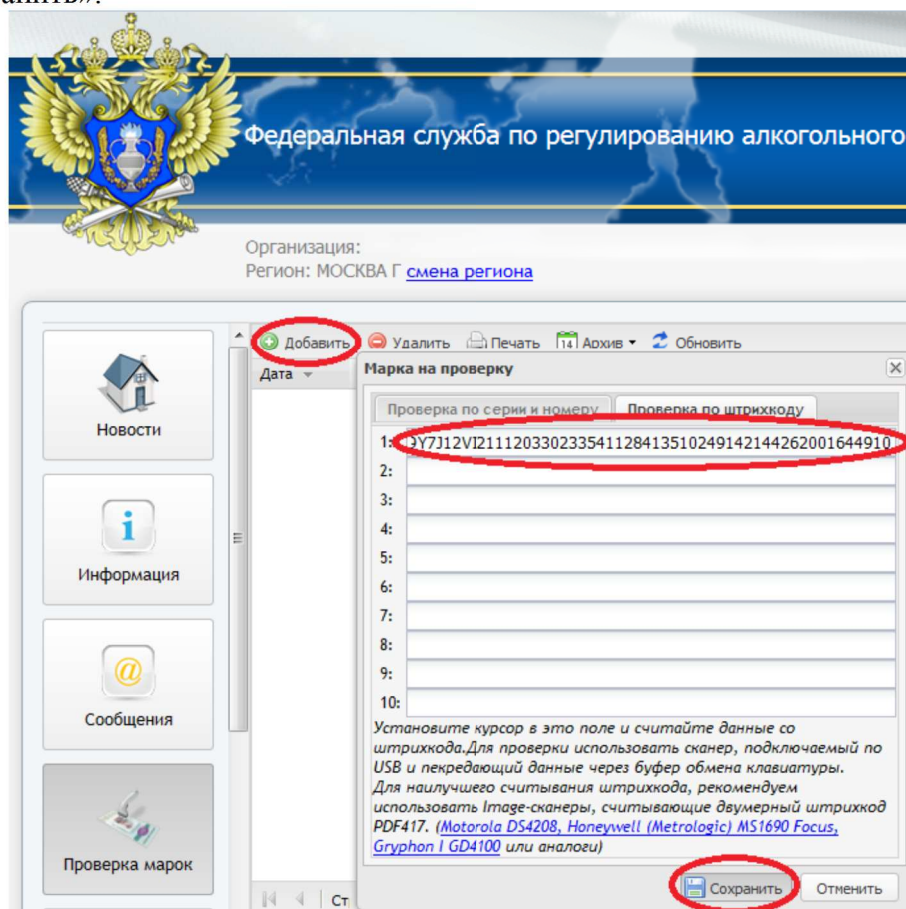 Федеральная служба по регулированию алкогольного
Организация:
Регион: МОСКВА Г смена региона
Добавить Удалить Печать 14 Архив Обновить
Дата
Марка на проверку
Проверка по серии и номеру Проверка по штрихкоду
1: 9Y7J12VI211120330233541128413510249142144262001644910
2:
3:
4:
5:
6:
7:
8:
9:
10:
Установите курсор в это поле и считайте данные со
штрихкода.Для проверки использовать сканер, подключаемый по
USB и пекредающий данные через буфер обмена клавиатуры.
Для наилучшего считывания штрихкода, рекомендуем
использовать Image-сканеры, считывающие двумерный штрихкод
PDF417. (Motorola DS4208, Honeywell (Metrologic) MS1690 Focus,
Gryphon I GD4100 или аналоги)
Сохранить Отменить
Новости
Информация
@
Сообщения
Проверка марок
Ст